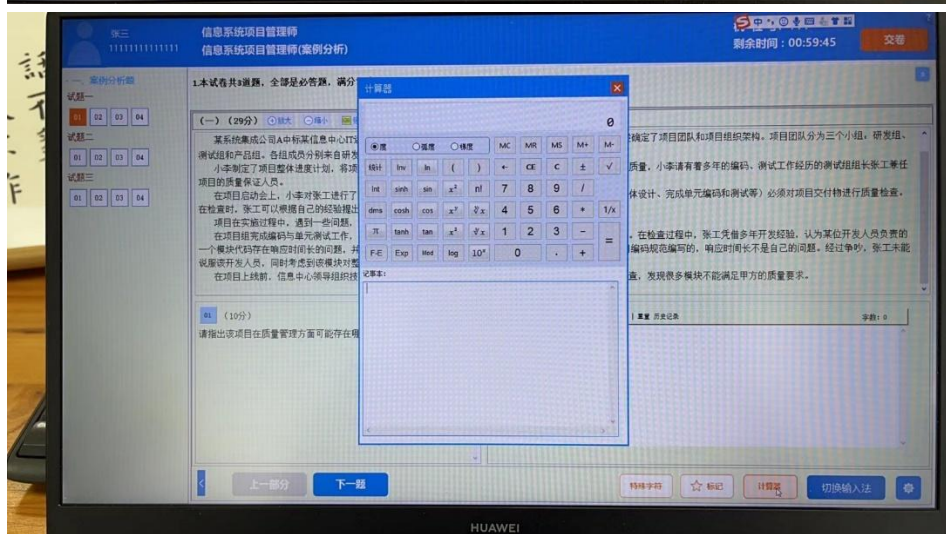 张三
11111111111111
信息系统项目管理师
信息系统项目管理师(案例分析)
中
剩余时间：00:59:45
交卷
一、案例分析题
试题一
01 02 03 04
试题二
01 02 03 04
试题三
01 02 03 04
1.本试卷共3道题，全部是必答题，满分
（一）（29分） 放大 缩小
某系统集成公司A中标某信息中心IT
测试组和产品组。各组成员分别来自研发
小李制定了项目整体进度计划，将项
项目的质量保证人员。
在项目启动会上，小李对张工进行了
在检查时，张工可以根据自己的经验提出
项目在实施过程中，遇到一些问题，
在项目组完成编码与单元测试工作，
一个模块代码存在响应时间长的问题，并
说服该开发人员，同时考虑到该模块对整
在项目上线前，信息中心领导组织技
确定了项目团队和项目组织架构。项目团队分为三个小组：研发组、
质量，小李请有着多年的编码、测试工作经历的测试组组长张工兼任
体设计、完成单元编码和测试等）必须对项目交付物进行质量检查。
。在检查过程中，张工凭借多年开发经验，认为某位开发人员负责的
编码规范编写的，响应时间长不是自己的问题。经过争吵，张工未能
查，发现很多模块不能满足甲方的质量要求。
计算器
0
度 弧度 梯度 MC MR MS M+ M-
统计 Inv ln ( ) ← CE C ± √
Int sinh sin x² n! 7 8 9 /
dms cosh cos xʸ ʸ√x 4 5 6 * 1/x
π tanh tan x³ ³√x 1 2 3 - =
F-E Exp Mod log 10ˣ 0 . +
记事本：
01 （10分）
请指出该项目在质量管理方面可能存在哪
重置 历史记录 字数：0
上一部分
下一题
特殊字符
标记
计算器
切换输入法
HUAWEI